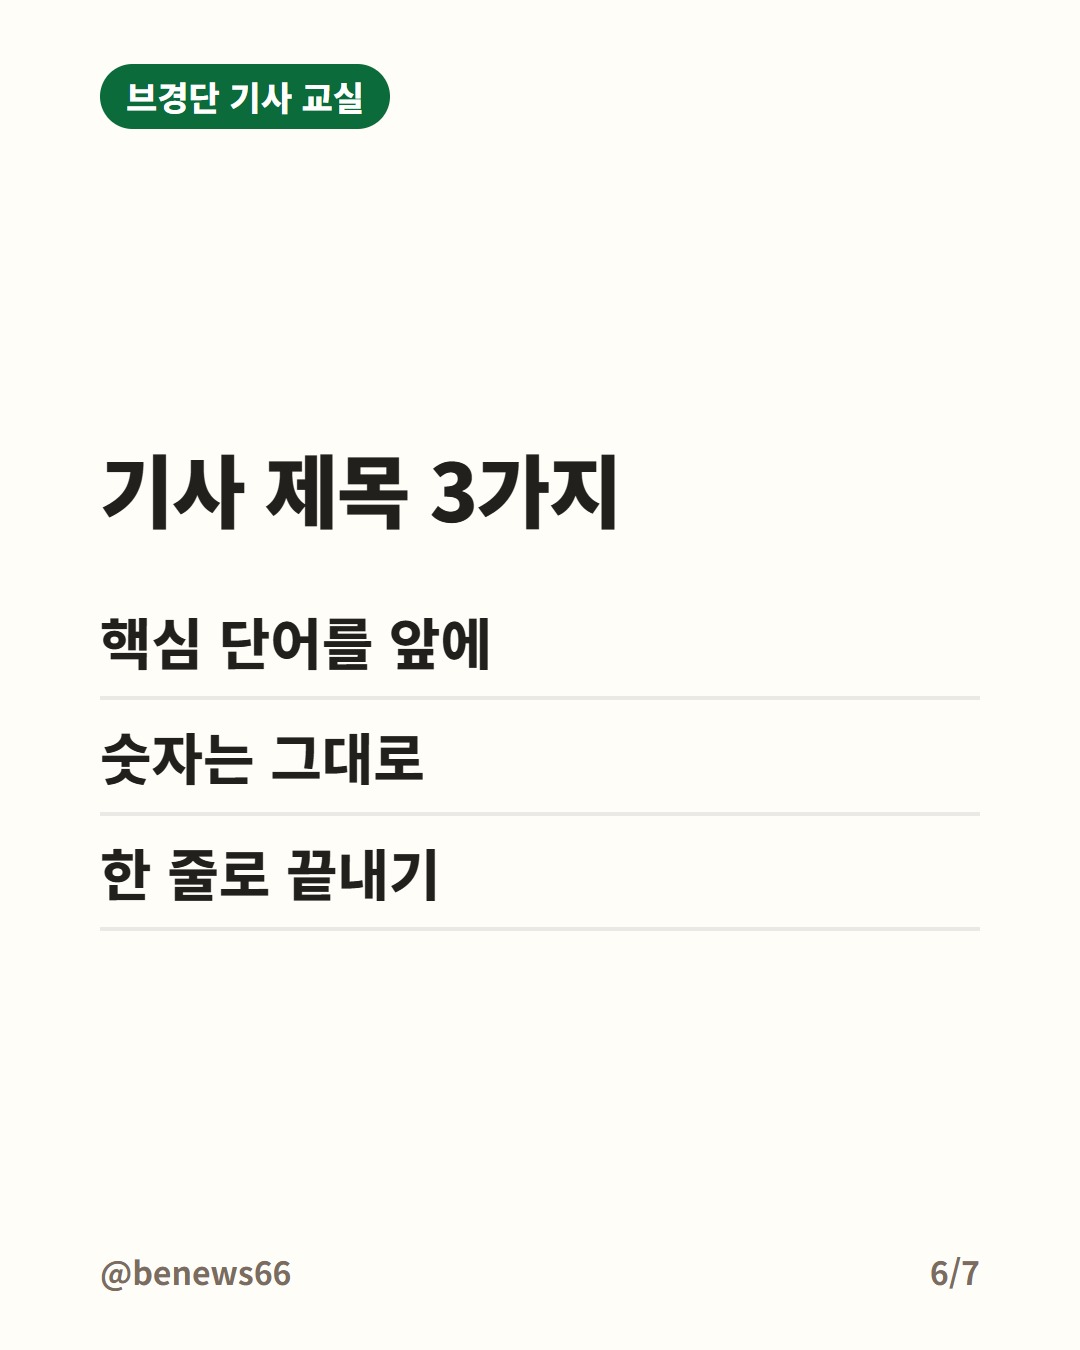 브경단 기사 교실
기사 제목 3가지
핵심 단어를 앞에
숫자는 그대로
한 줄로 끝내기
@benews66
6/7